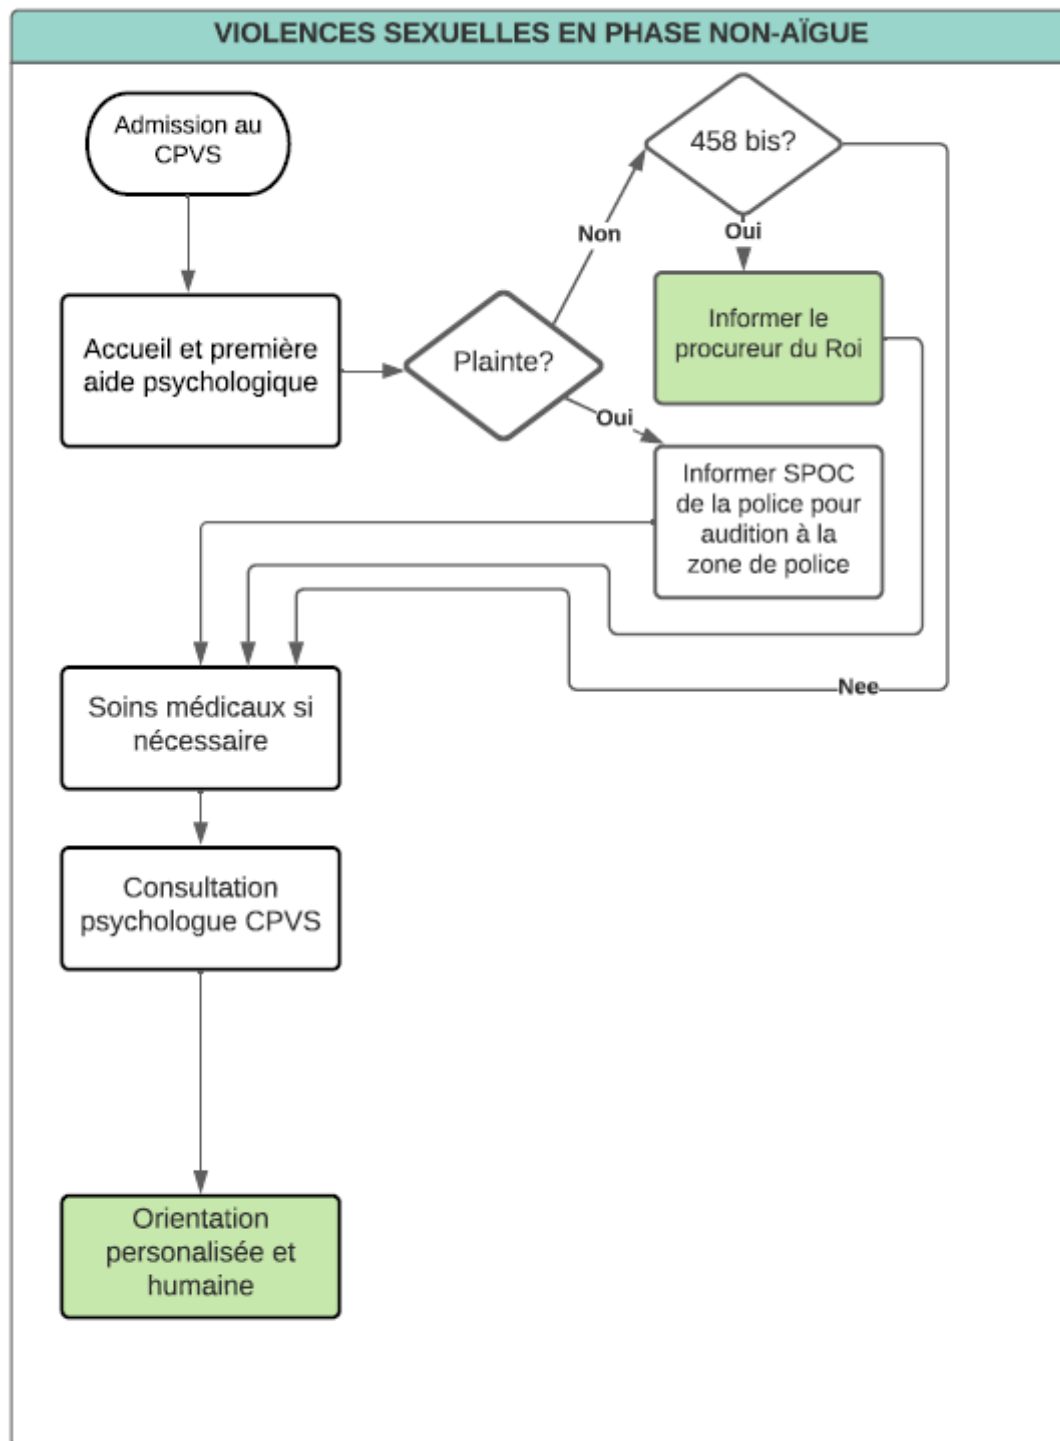 VIOLENCES SEXUELLES EN PHASE NON-AÏGUE
Admission au
CPVS
458 bis?
Non
Oui
Accueil et première
aide psychologique
Plainte?
Informer le
procureur du Roi
Oui
Informer SPOC
de la police pour
audition à la
zone de police
Nee
Soins médicaux si
nécessaire
Consultation
psychologue CPVS
Orientation
personalisée et
humaine